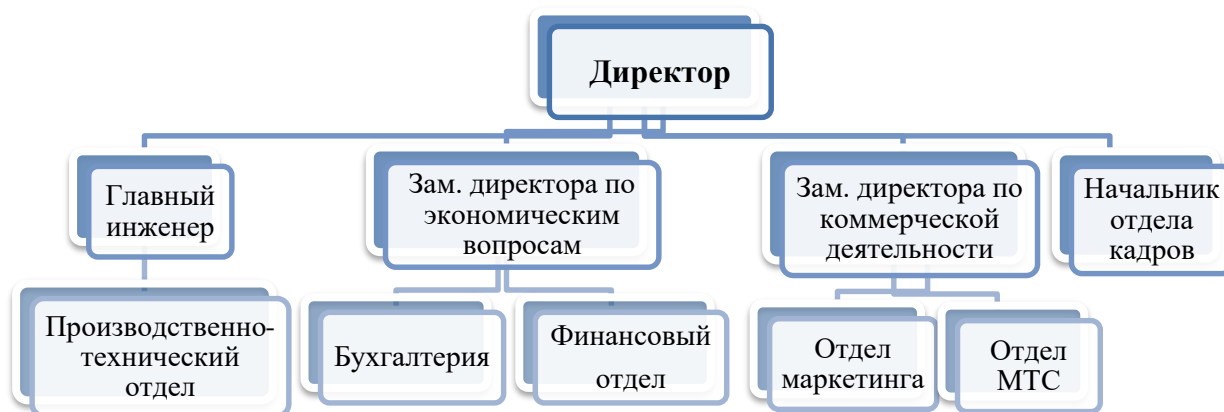 Директор
Главный
инженер
Зам. директора по
экономическим
вопросам
Зам. директора по
коммерческой
деятельности
Начальник
отдела
кадров
Производственно-
технический
отдел
Бухгалтерия
Финансовый
отдел
Отдел
маркетинга
Отдел
МТС